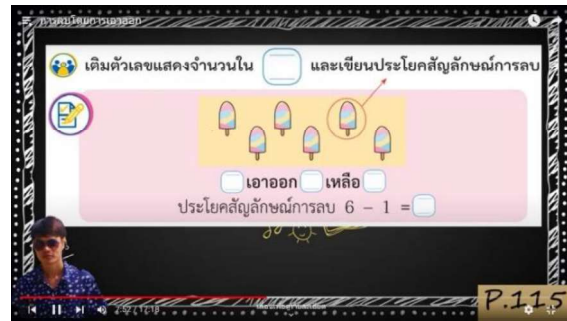 การลบโดยการเอาออก
เติมตัวเลขแสดงจำนวนใน และเขียนประโยคสัญลักษณ์การลบ
เอาออก เหลือ
ประโยคสัญลักษณ์การลบ 6 - 1 =
P.115